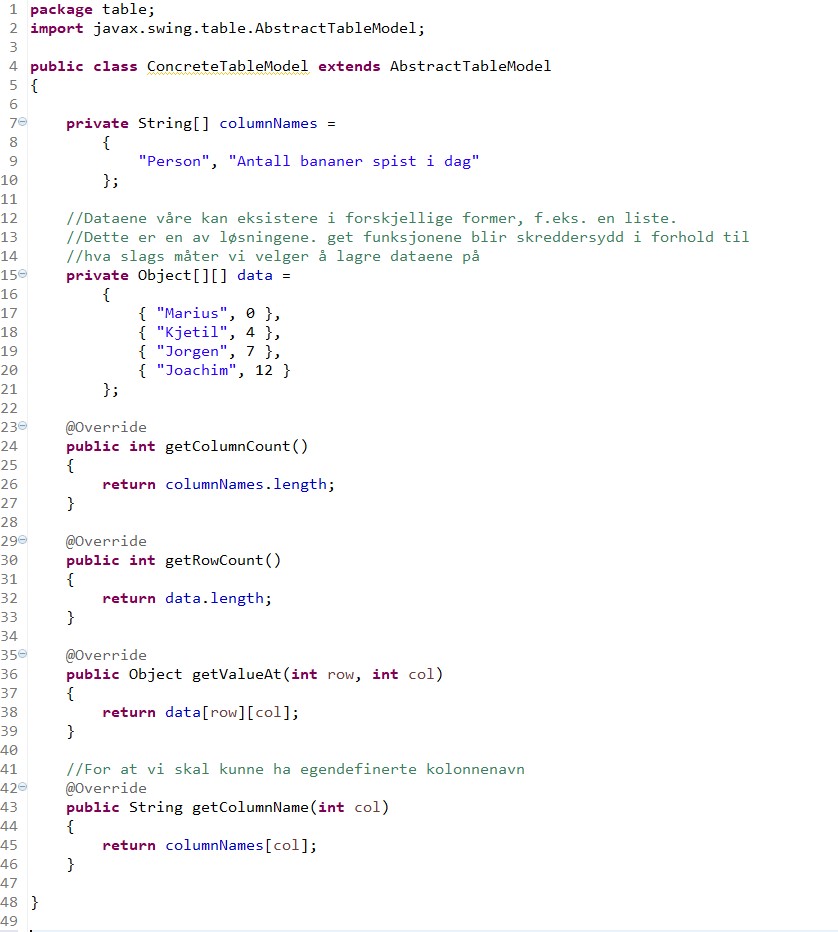 1 package table;
2 import javax.swing.table.AbstractTableModel;
3
4 public class ConcreteTableModel extends AbstractTableModel
5 {
6
7 private String[] columnNames =
8 {
9 "Person", "Antall bananer spist i dag"
10 };
11
12 //Dataene våre kan eksistere i forskjellige former, f.eks. en liste.
13 //Dette er en av løsningene. get funksjonene blir skreddersydd i forhold til
14 //hva slags måter vi velger å lagre dataene på
15 private Object[][] data =
16 {
17 { "Marius", 0 },
18 { "Kjetil", 4 },
19 { "Jorgen", 7 },
20 { "Joachim", 12 }
21 };
22
23 @Override
24 public int getColumnCount()
25 {
26 return columnNames.length;
27 }
28
29 @Override
30 public int getRowCount()
31 {
32 return data.length;
33 }
34
35 @Override
36 public Object getValueAt(int row, int col)
37 {
38 return data[row][col];
39 }
40
41 //For at vi skal kunne ha egendefinerte kolonnenavn
42 @Override
43 public String getColumnName(int col)
44 {
45 return columnNames[col];
46 }
47
48 }
49